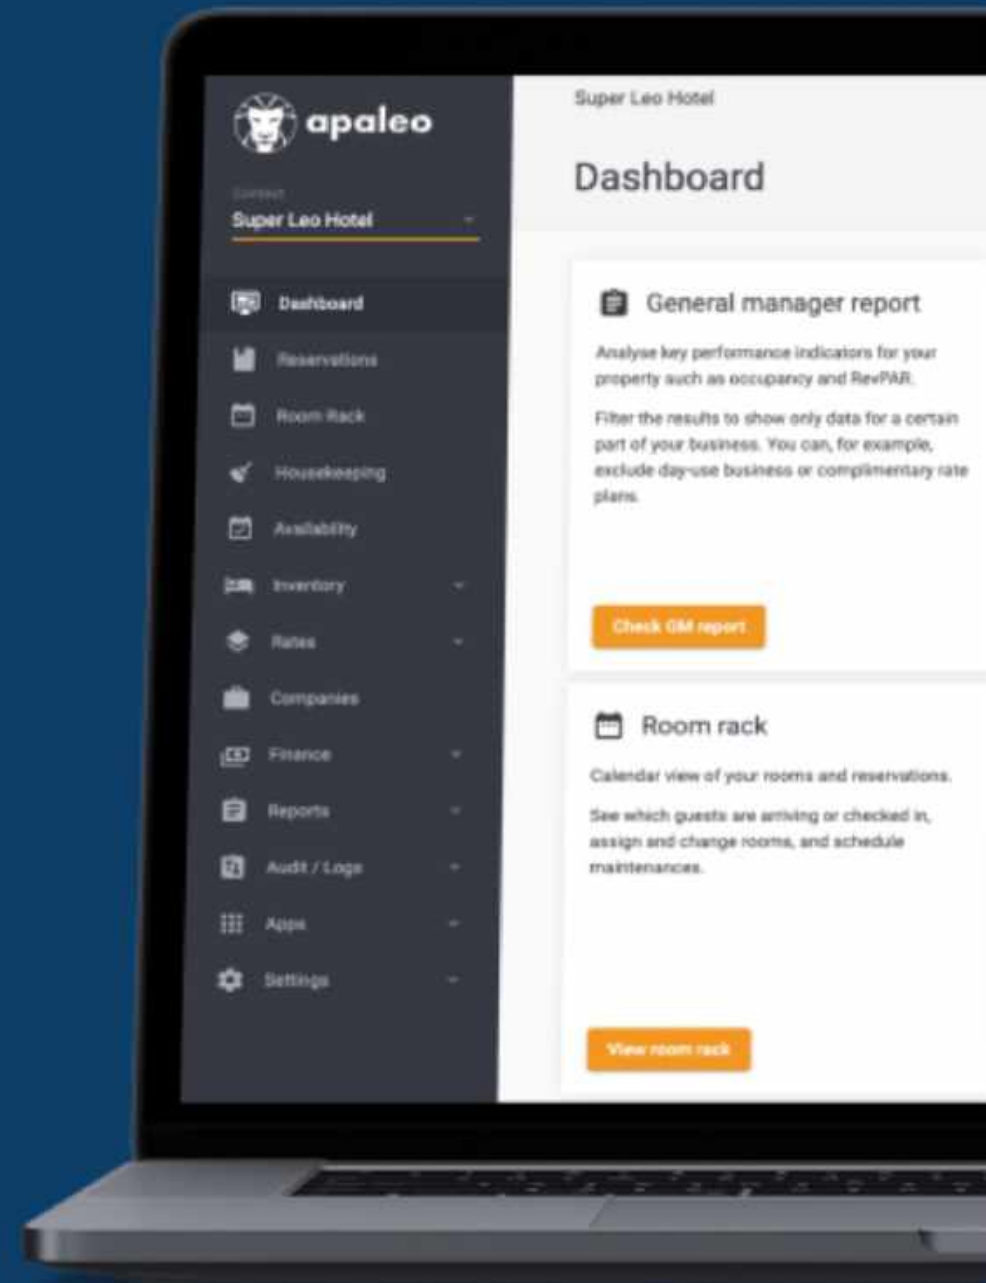 apaleo
Context
Super Leo Hotel
Dashboard
Reservations
Room Rack
Housekeeping
Availability
Inventory
Rates
Companies
Finance
Reports
Audit / Logs
Apps
Settings
Super Leo Hotel
Dashboard
General manager report
Analyse key performance indicators for your
property such as occupancy and RevPAR.
Filter the results to show only data for a certain
part of your business. You can, for example,
exclude day-use business or complimentary rate
plans.
Check GM report
Room rack
Calendar view of your rooms and reservations.
See which guests are arriving or checked in,
assign and change rooms, and schedule
maintenances.
View room rack